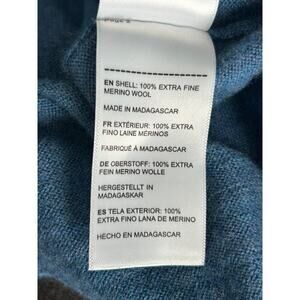 EN SHELL: 100% EXTRA FINE
MERINO WOOL
MADE IN MADAGASCAR
FR EXTÉRIEUR: 100% EXTRA
FINO LAINE MÉRINOS
FABRIQUÉ À MADAGASCAR
DE OBERSTOFF: 100% EXTRA
FEIN MERINO WOLLE
HERGESTELLT IN
MADAGASKAR
ES TELA EXTERIOR: 100%
EXTRA FINO LANA DE MERINO
HECHO EN MADAGASCAR